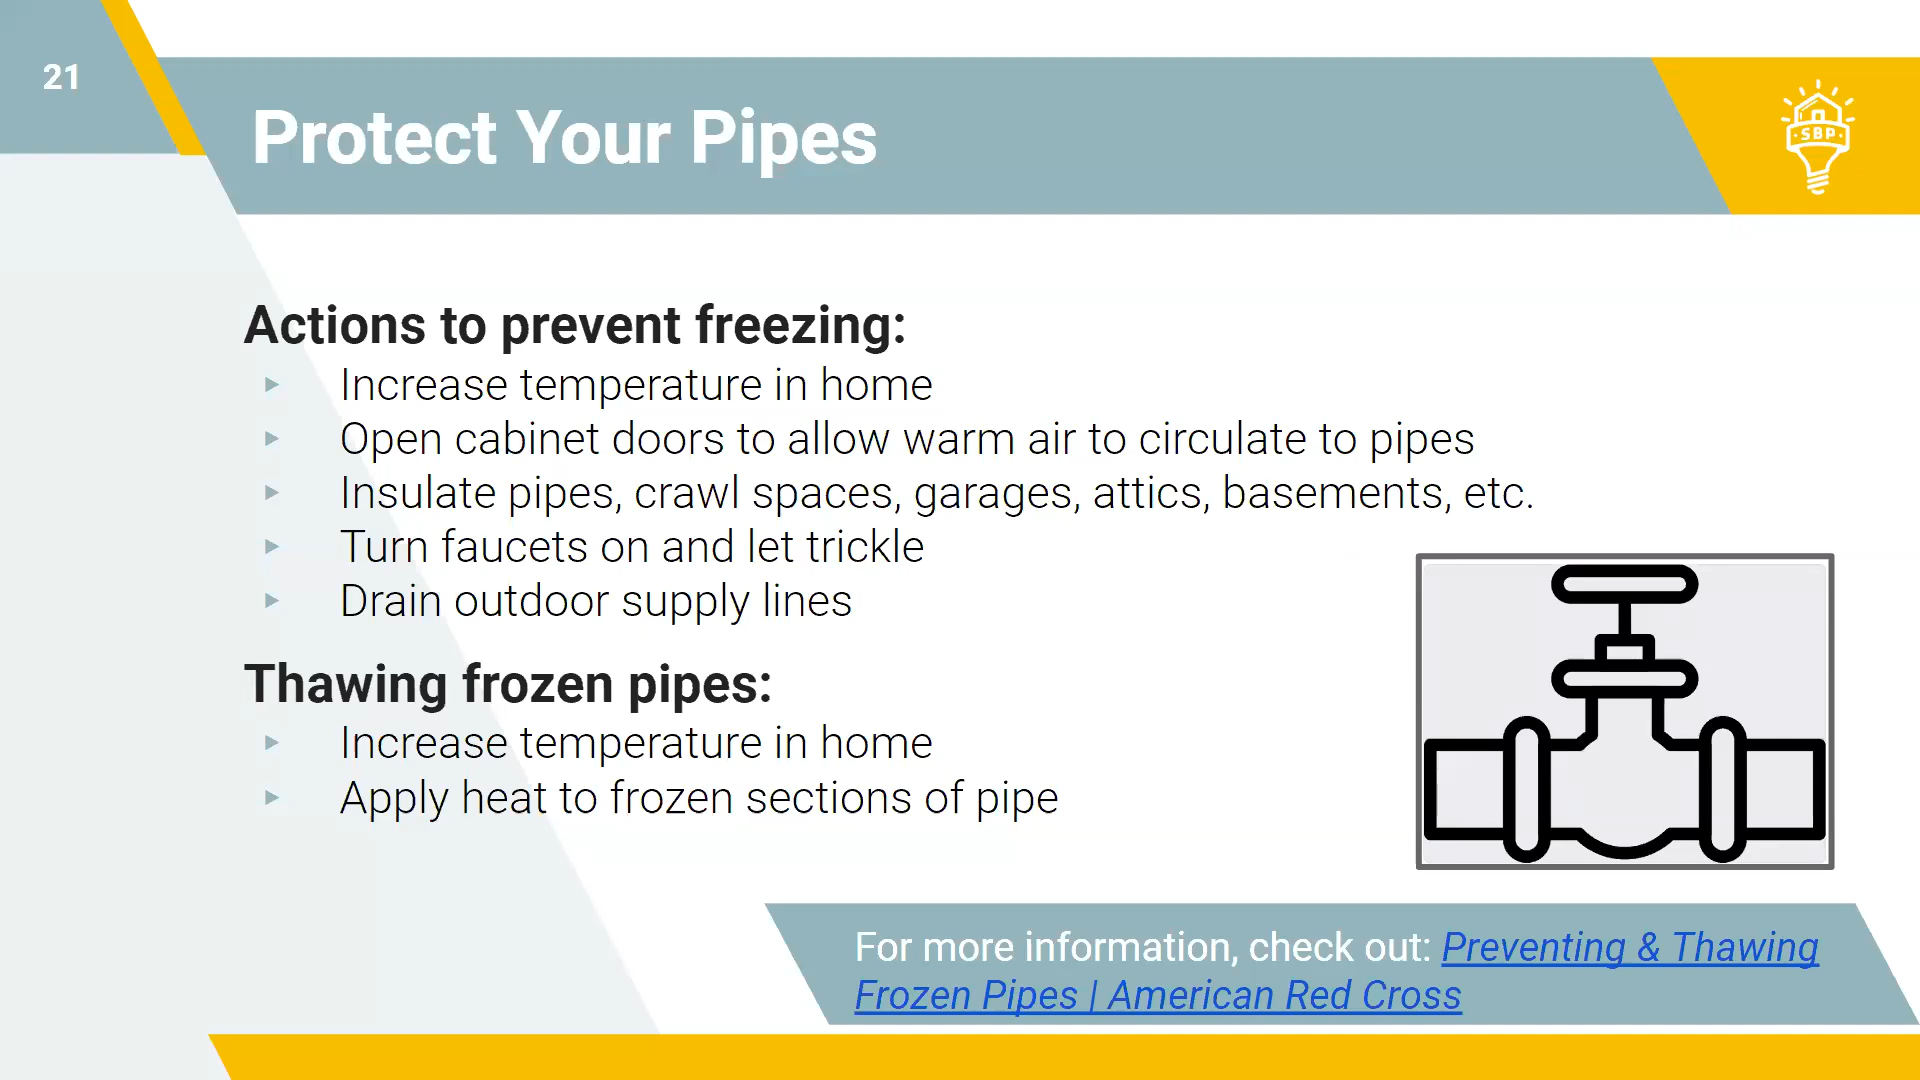 21
Protect Your Pipes
SBP
Actions to prevent freezing:
Increase temperature in home
Open cabinet doors to allow warm air to circulate to pipes
Insulate pipes, crawl spaces, garages, attics, basements, etc.
Turn faucets on and let trickle
Drain outdoor supply lines
Thawing frozen pipes:
Increase temperature in home
Apply heat to frozen sections of pipe
For more information, check out: Preventing & Thawing
Frozen Pipes | American Red Cross